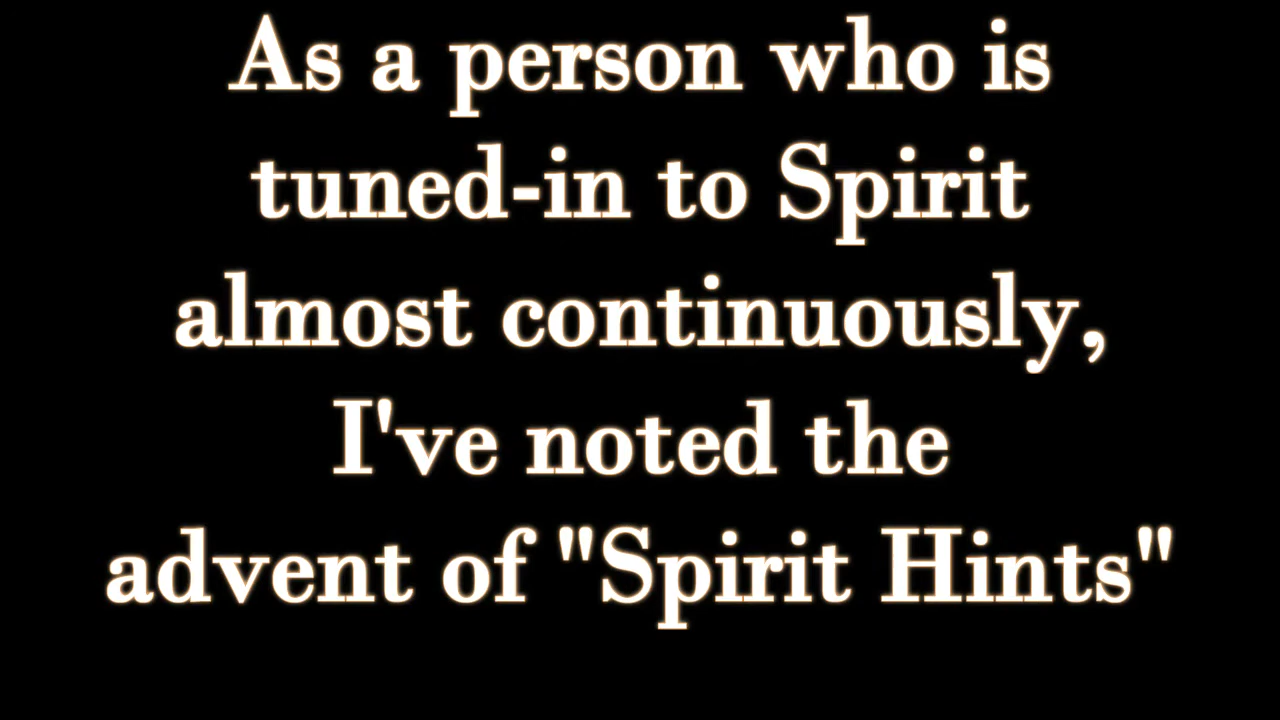 As a person who is
tuned-in to Spirit
almost continuously,
I've noted the
advent of "Spirit Hints"